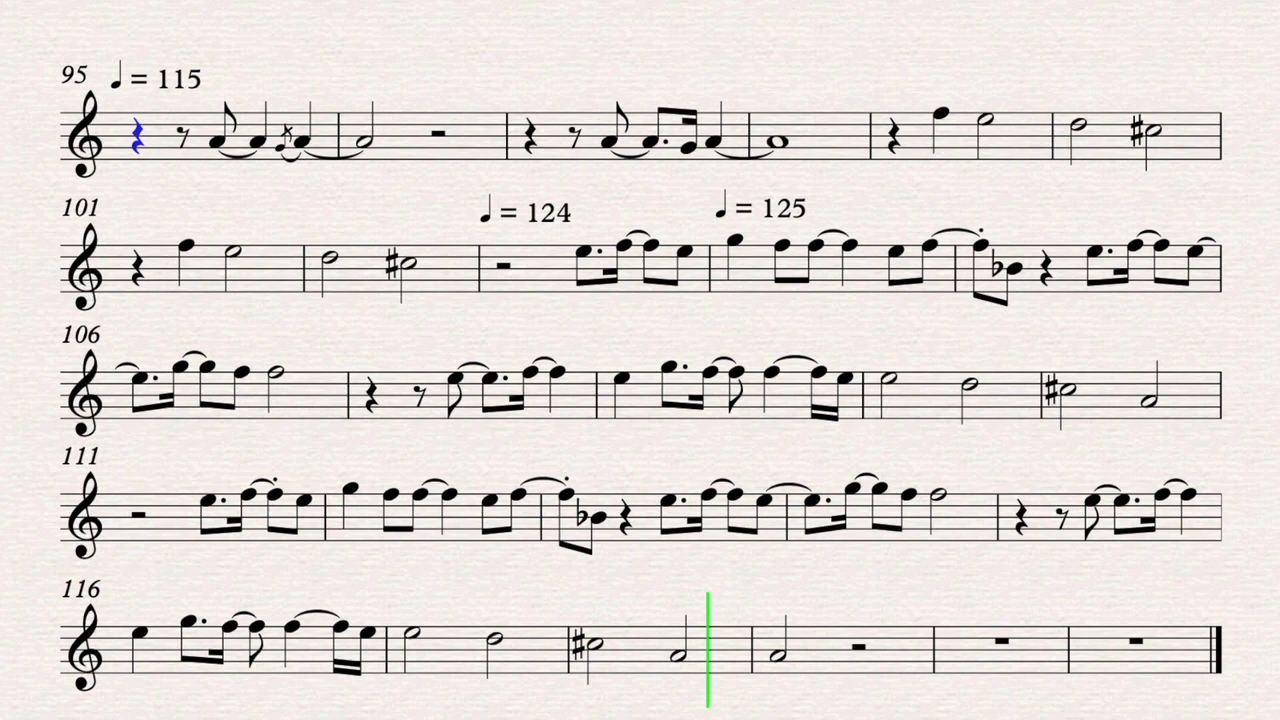 95 ♩ = 115
101
♩ = 124 ♩ = 125
106
111
116